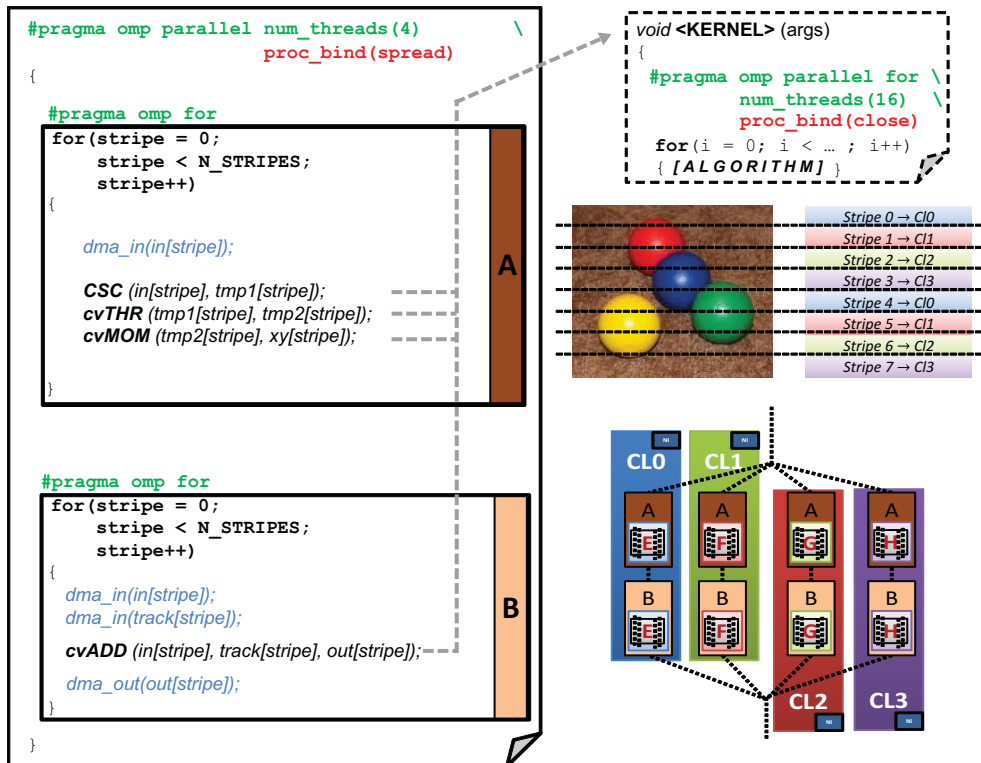 #pragma omp parallel num_threads(4) \
proc_bind(spread)
{
#pragma omp for
for(stripe = 0;
stripe < N_STRIPES;
stripe++)
{
dma_in(in[stripe]);
CSC (in[stripe], tmp1[stripe]);
cvTHR (tmp1[stripe], tmp2[stripe]);
cvMOM (tmp2[stripe], xy[stripe]);
}
A
#pragma omp for
for(stripe = 0;
stripe < N_STRIPES;
stripe++)
{
dma_in(in[stripe]);
dma_in(track[stripe]);
cvADD (in[stripe], track[stripe], out[stripe]);
dma_out(out[stripe]);
}
B
}
void <KERNEL> (args)
{
#pragma omp parallel for \
num_threads(16) \
proc_bind(close)
for(i = 0; i < … ; i++)
{ [ALGORITHM] }
Stripe 0 → Cl0
Stripe 1 → Cl1
Stripe 2 → Cl2
Stripe 3 → Cl3
Stripe 4 → Cl0
Stripe 5 → Cl1
Stripe 6 → Cl2
Stripe 7 → Cl3
NI NI
CL0 CL1
A A A A
E F G H
B B B B
E F G H
CL2 CL3
NI NI